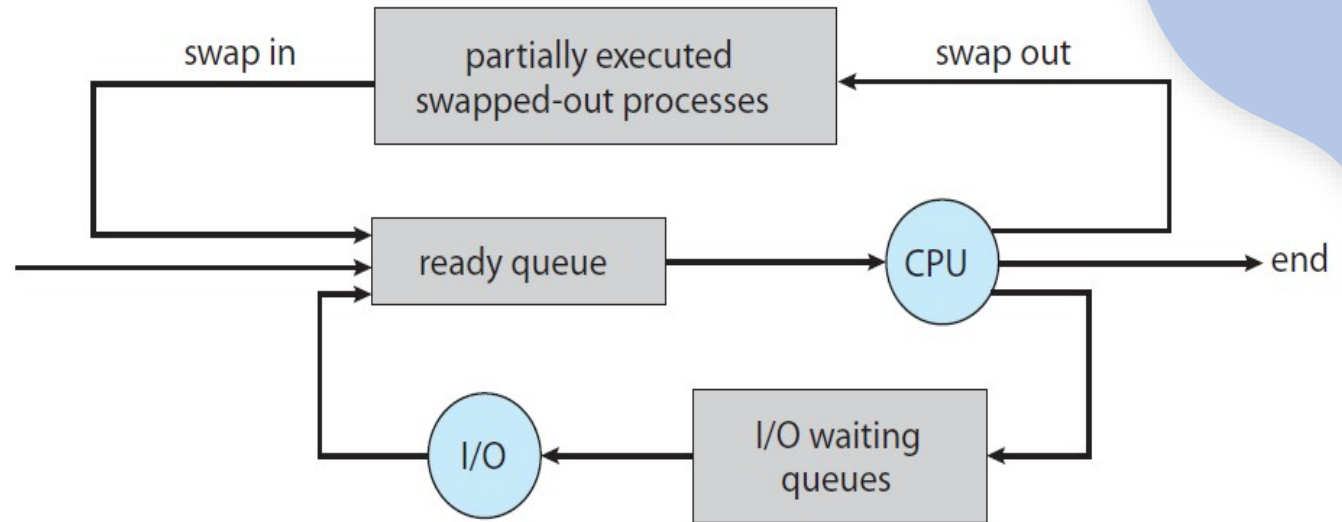 swap in
partially executed
swapped-out processes
swap out
ready queue
CPU
end
I/O
I/O waiting
queues